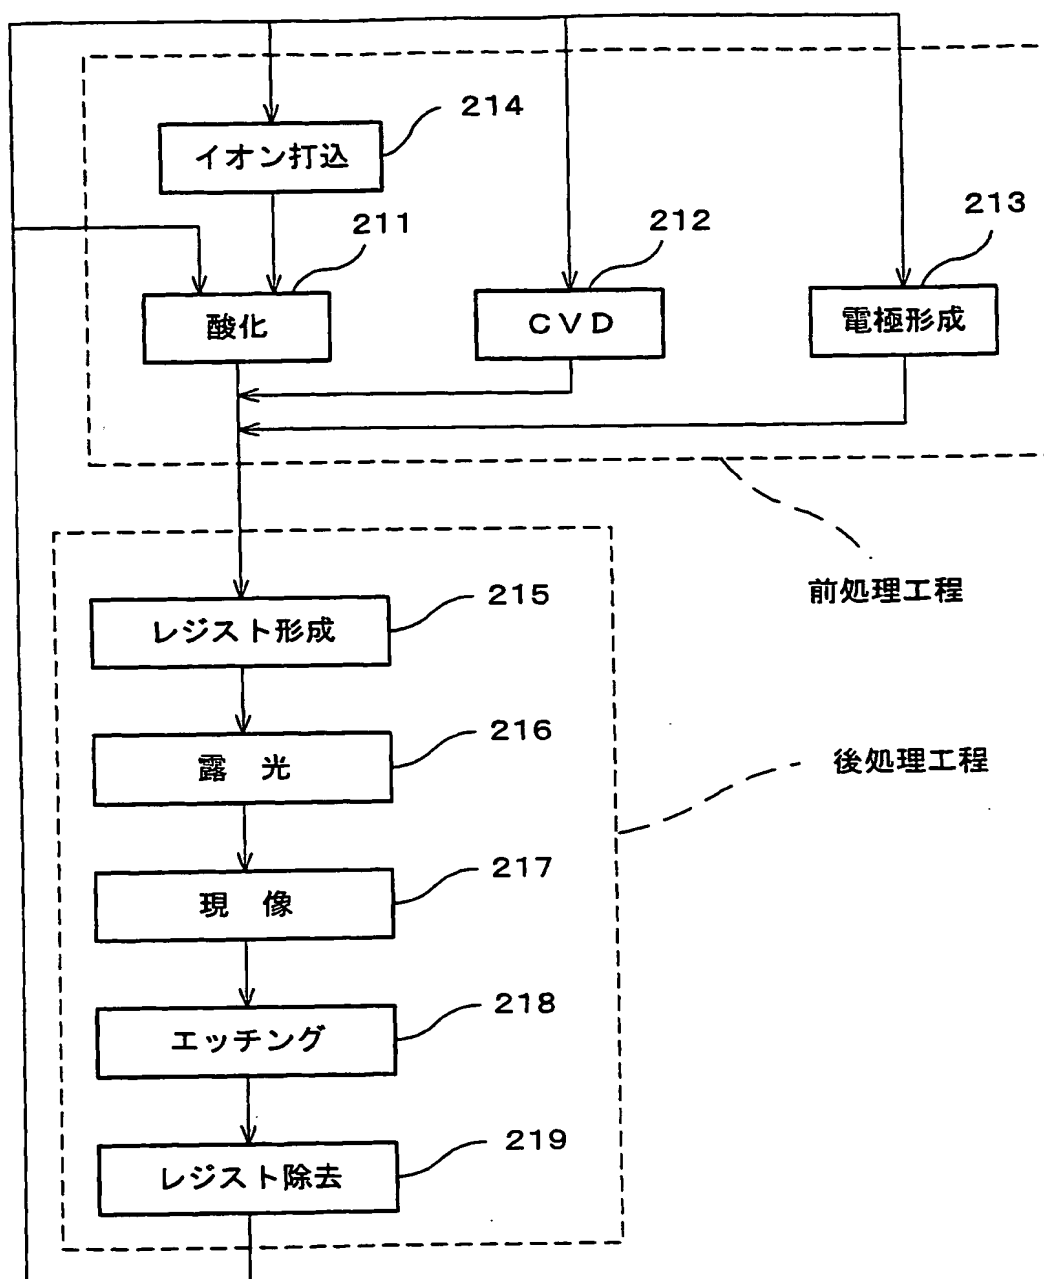 214
イオン打込
211
212
213
酸化
CVD
電極形成
前処理工程
215
レジスト形成
216
露 光
後処理工程
217
現 像
218
エッチング
219
レジスト除去